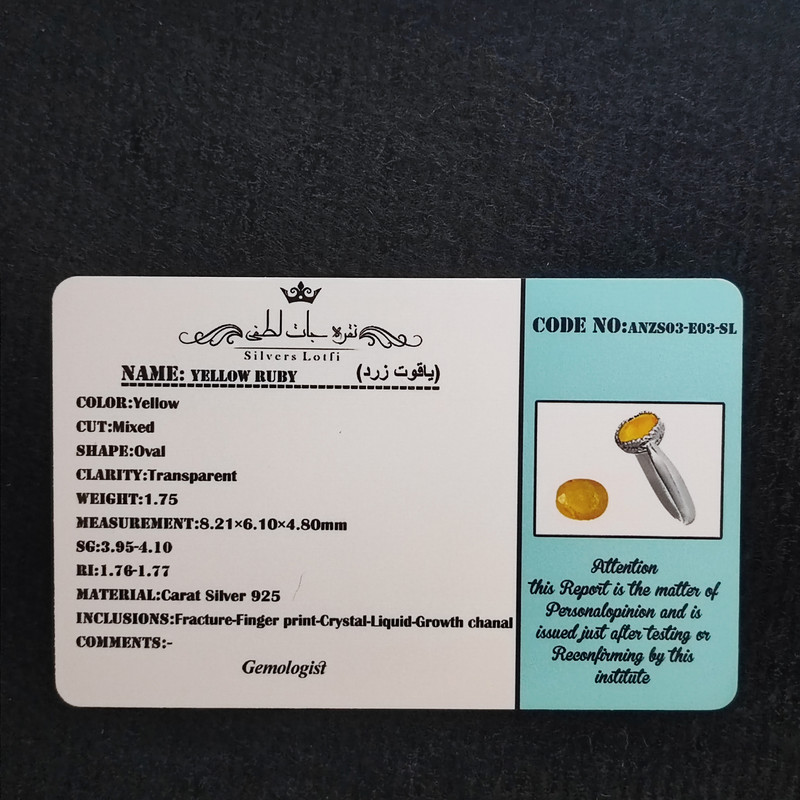 نقره جات لطفی
Silvers Lotfi
NAME: YELLOW RUBY (یاقوت زرد)
COLOR:Yellow
CUT:Mixed
SHAPE:Oval
CLARITY:Transparent
WEIGHT:1.75
MEASUREMENT:8.21×6.10×4.80mm
SG:3.95-4.10
RI:1.76-1.77
MATERIAL:Carat Silver 925
INCLUSIONS:Fracture-Finger print-Crystal-Liquid-Growth chanal
COMMENTS:-
Gemologist
CODE NO:ANZS03-E03-SL
Attention
this Report is the matter of
Personalopinion and is
issued just after testing or
Reconfirming by this
institute